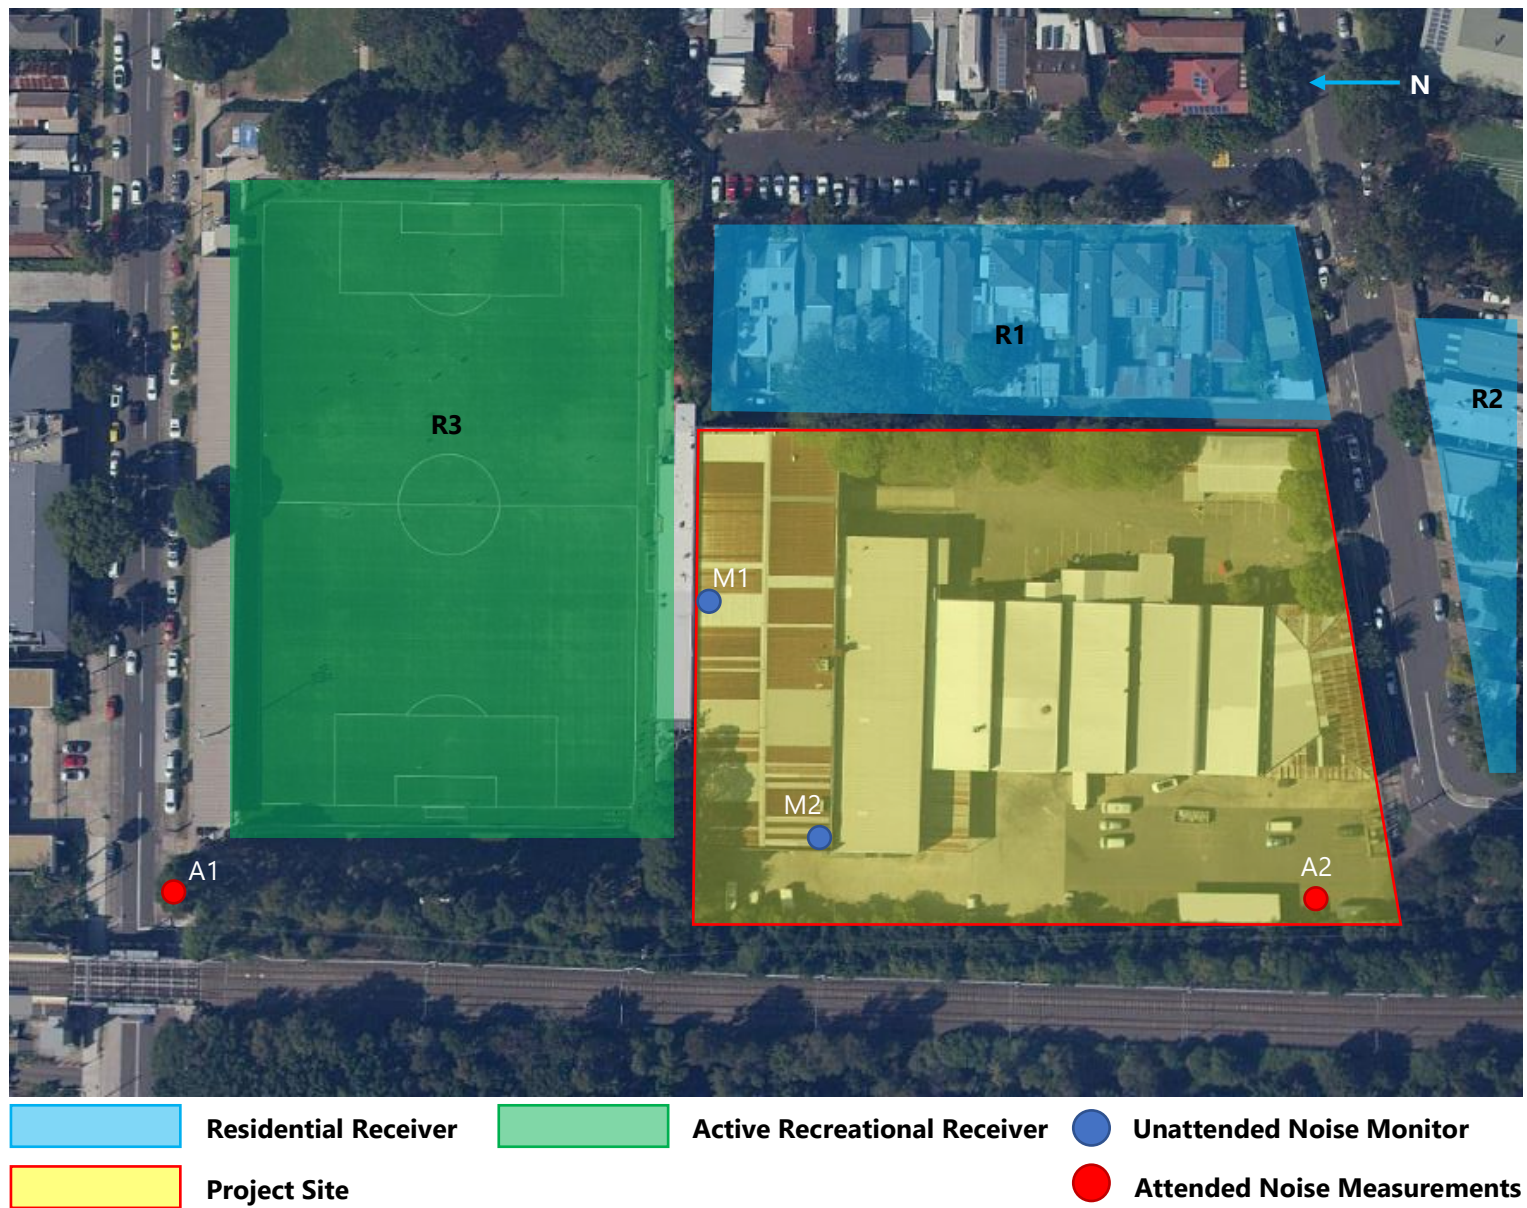 N
R1
R2
R3
M1
M2
A1
A2
Residential Receiver
Active Recreational Receiver
Unattended Noise Monitor
Project Site
Attended Noise Measurements